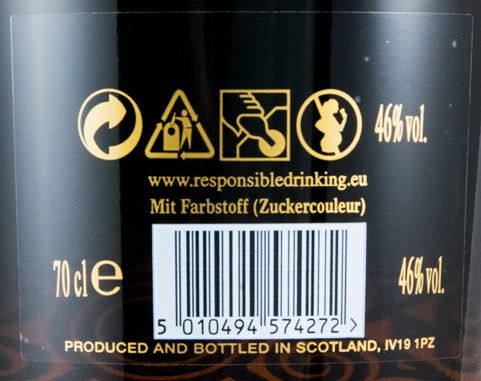 46% vol.
www.responsibledrinking.eu
Mit Farbstoff (Zuckercouleur)
70 cl e
46% vol.
5 010494 574272 >
PRODUCED AND BOTTLED IN SCOTLAND, IV19 1PZ